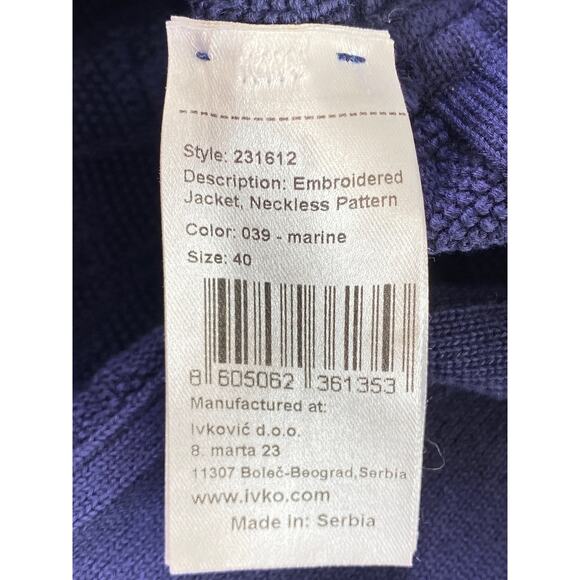 Style: 231612
Description: Embroidered
Jacket, Neckless Pattern
Color: 039 - marine
Size: 40
8 605062 361353
Manufactured at:
Ivković d.o.o.
8. marta 23
11307 Boleč-Beograd,Serbia
www.ivko.com
Made in: Serbia